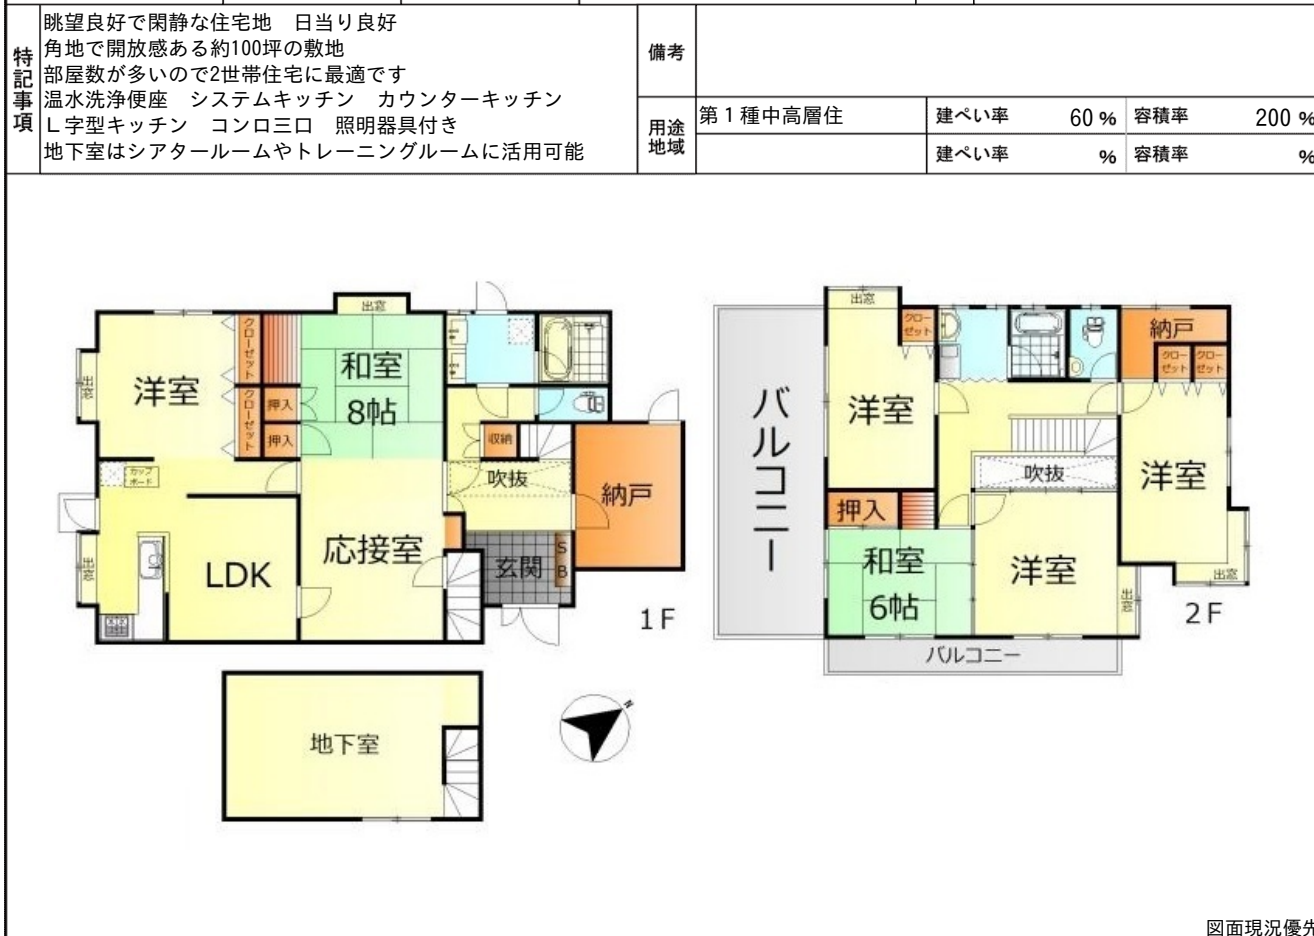 特記事項
眺望良好で閑静な住宅地　日当り良好
角地で開放感ある約100坪の敷地
部屋数が多いので2世帯住宅に最適です
温水洗浄便座　システムキッチン　カウンターキッチン
L字型キッチン　コンロ三口　照明器具付き
地下室はシアタールームやトレーニングルームに活用可能
備考
用途地域
第１種中高層住
建ぺい率 60 % 容積率 200 %
建ぺい率 % 容積率 %
出窓
洋室
クローゼット
クローゼット
出窓
和室
8帖
押入
押入
収納
吹抜
納戸
カップボード
出窓
LDK
応接室
玄関
SB
1F
地下室
N
バルコニー
出窓
クローゼット
洋室
納戸
クローゼット
クローゼット
吹抜
洋室
押入
和室
6帖
洋室
出窓
出窓
2F
バルコニー
図面現況優先